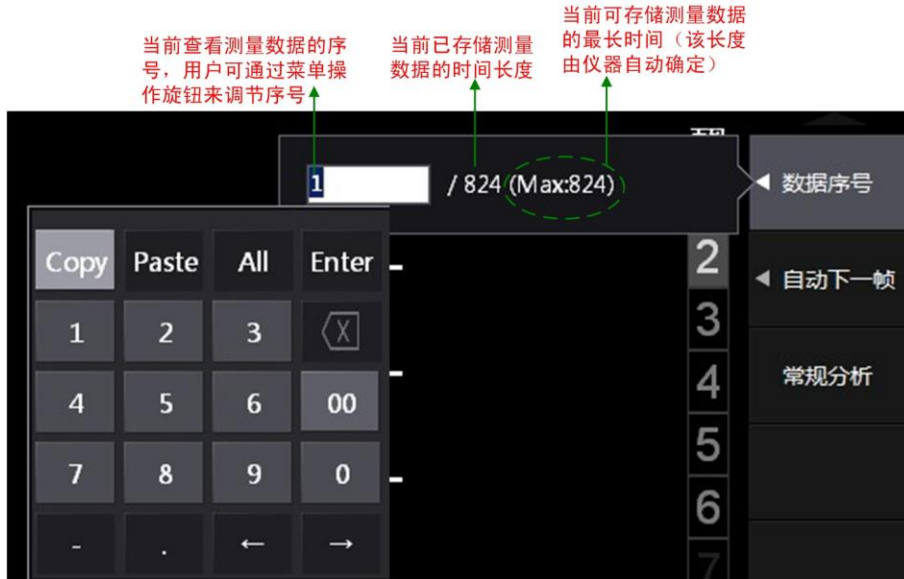 当前可存储测量数据
的最长时间（该长度
由仪器自动确定）
当前查看测量数据的序
号，用户可通过菜单操
作旋钮来调节序号
当前已存储测量
数据的时间长度
1 / 824 (Max:824)
数据序号
Copy Paste All Enter
2
自动下一帧
1 2 3 X
3
常规分析
4 5 6 00
4
5
7 8 9 0
6
- . ← →
7